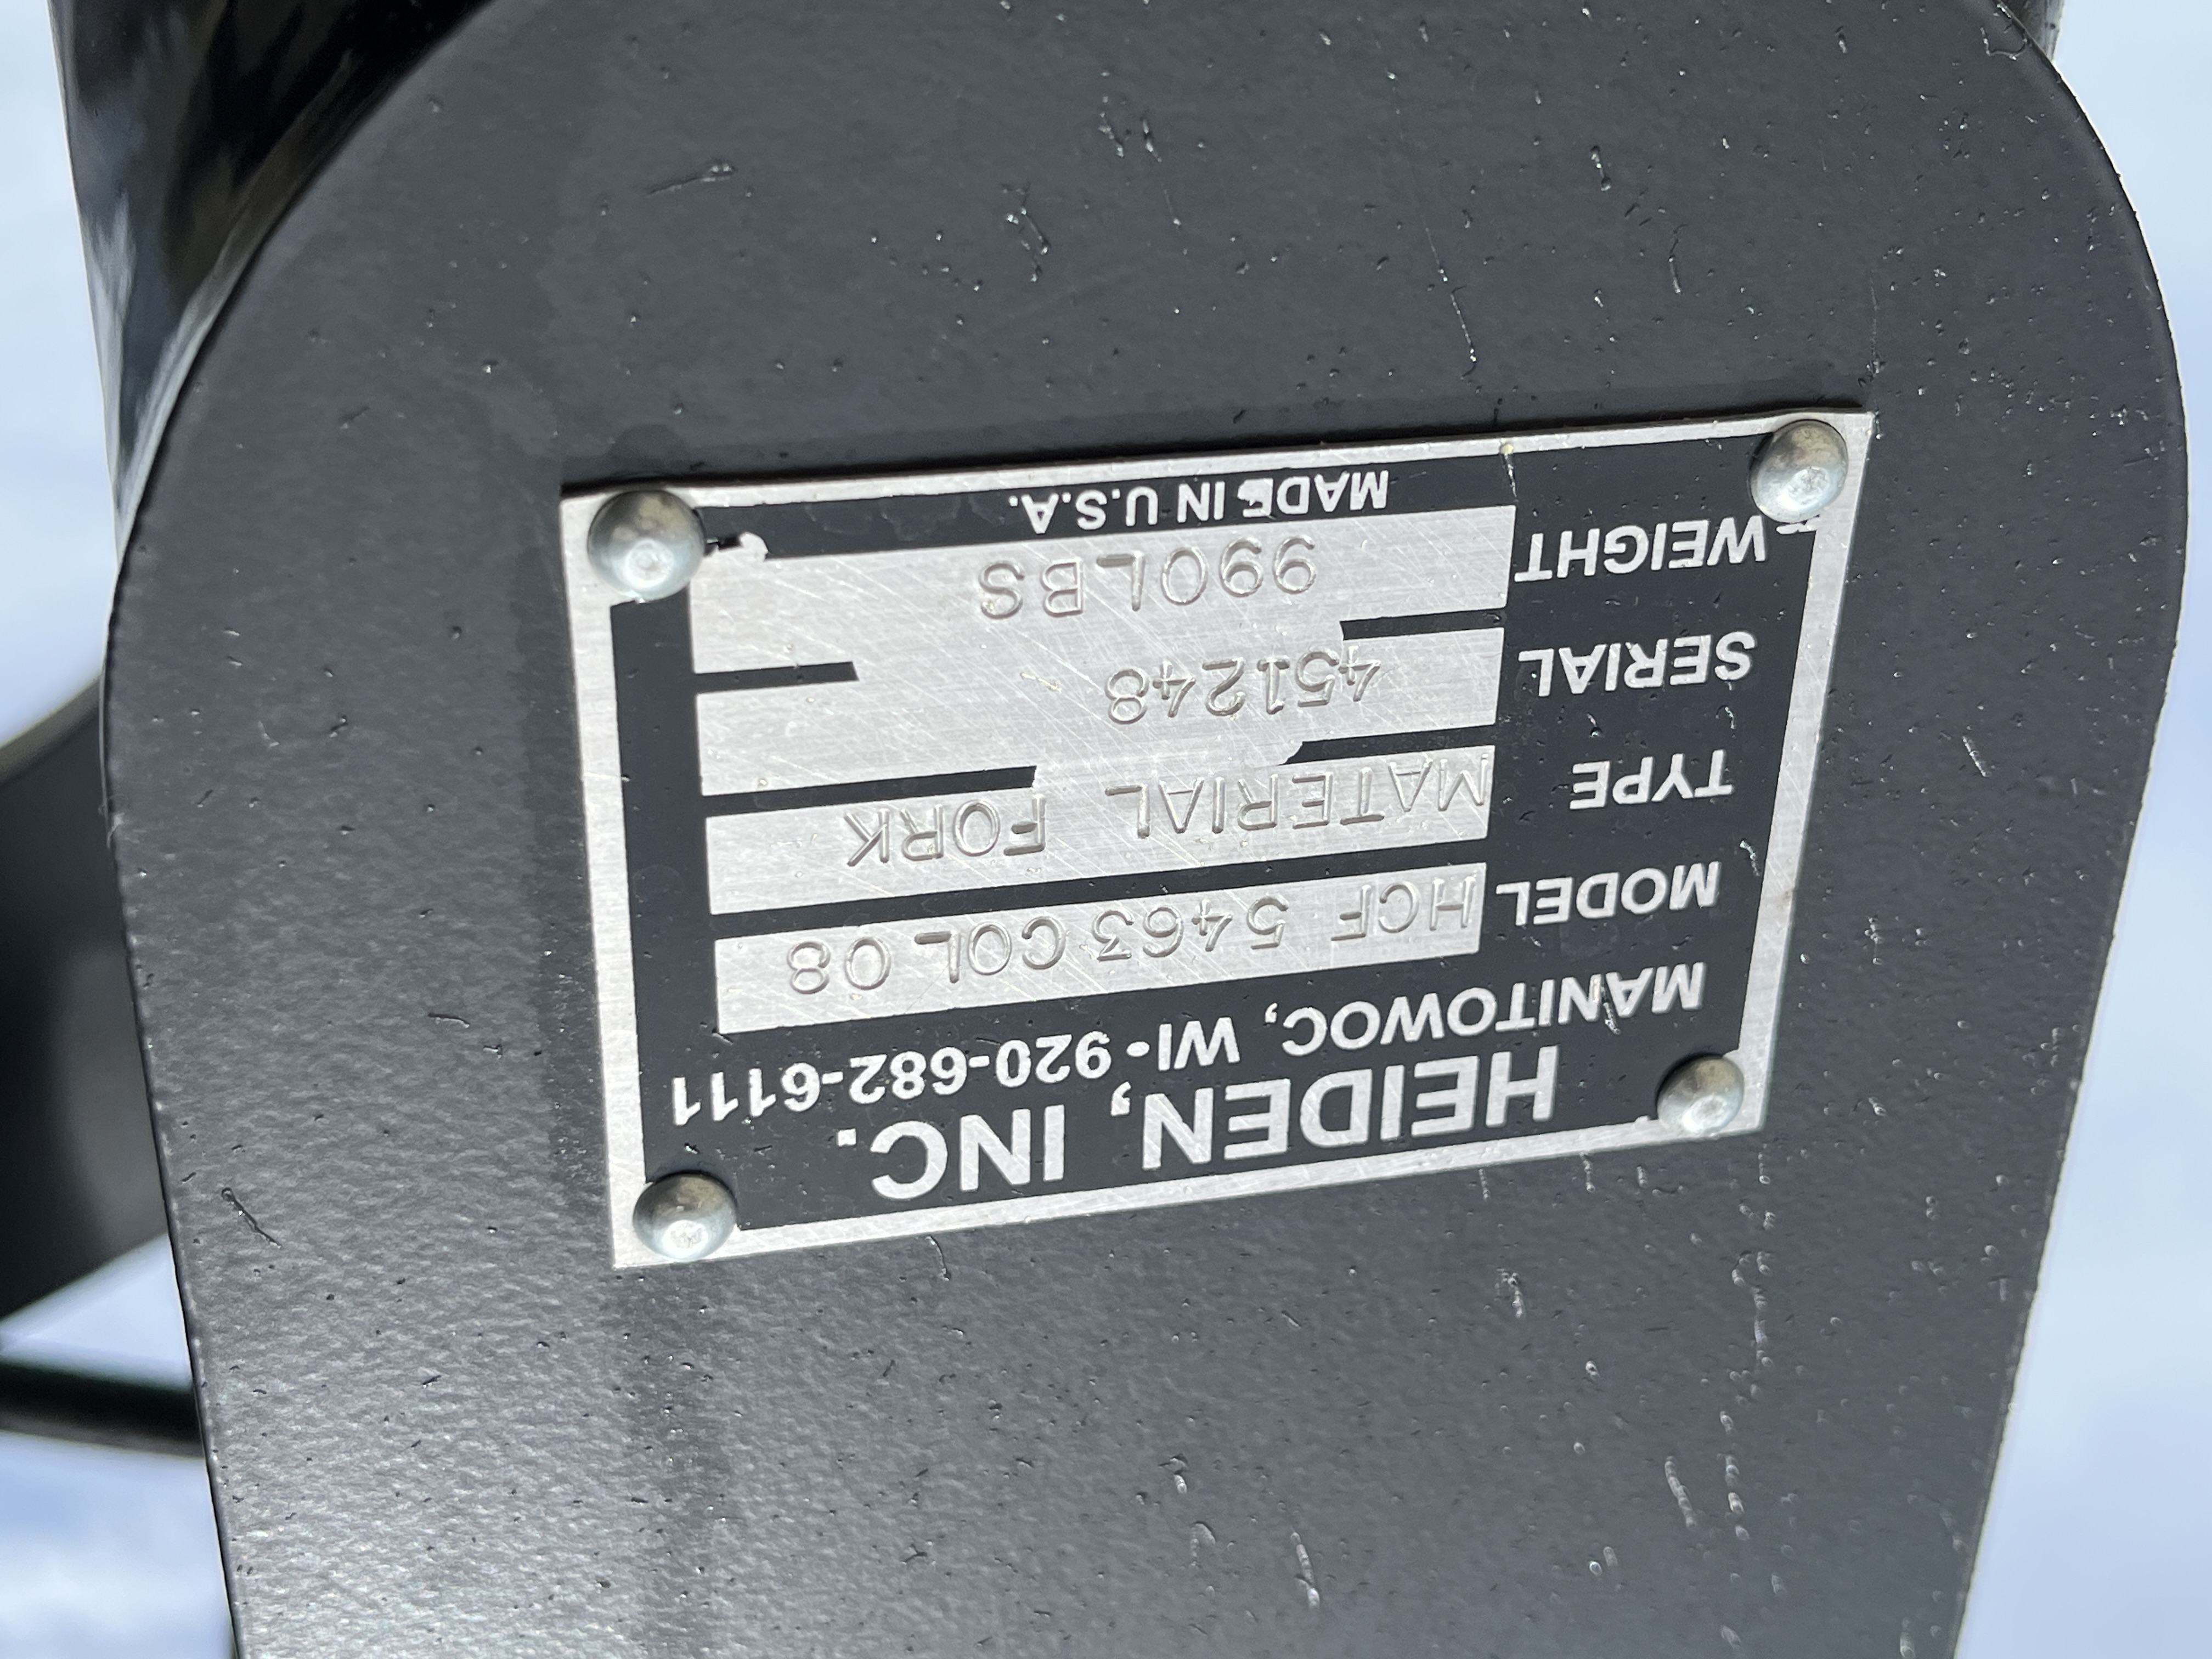 HEIDEN, INC.
MANITOWOC, WI - 920-682-6111
MODEL HCF 5463 COL 08
TYPE MATERIAL FORK
SERIAL 451248
WEIGHT 990LBS
MADE IN U.S.A.